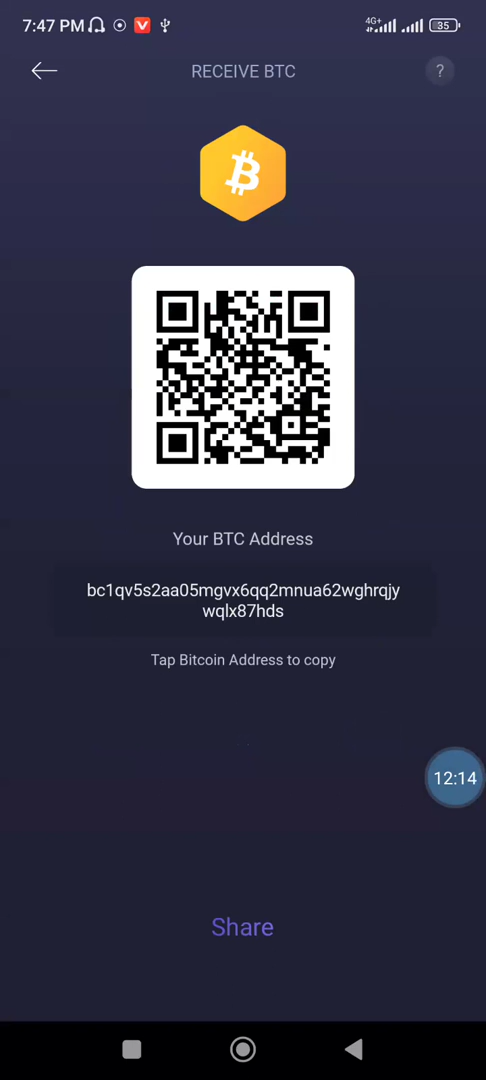 7:47 PM 4G+ 35
RECEIVE BTC ?
Your BTC Address
bc1qv5s2aa05mgvx6qq2mnua62wghrqjy
wqlx87hds
Tap Bitcoin Address to copy
12:14
Share